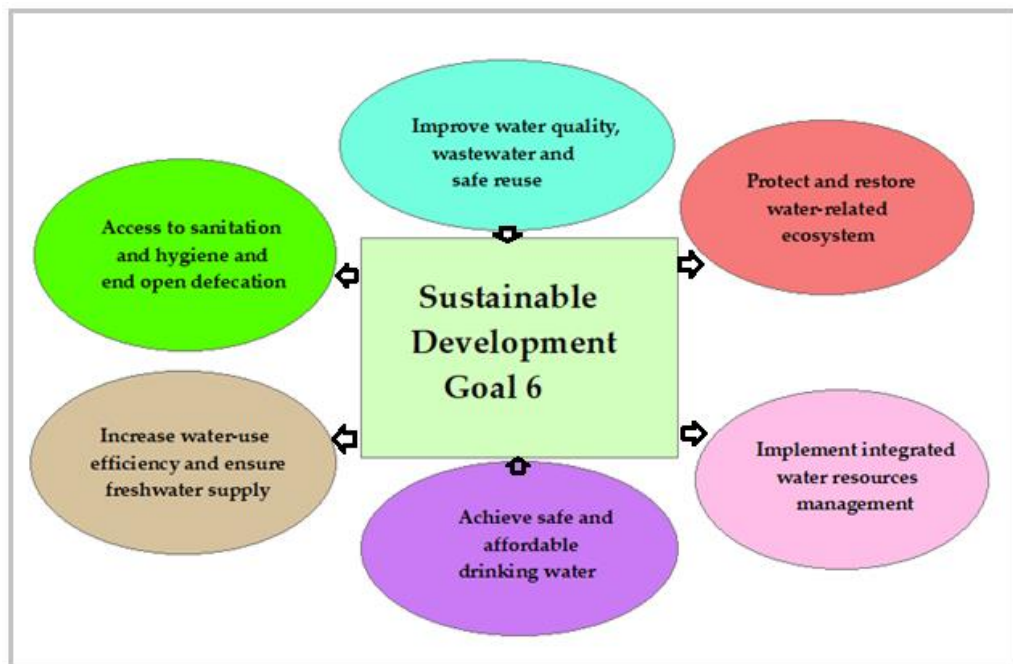 Improve water quality,
wastewater and
safe reuse
Protect and restore
water-related
ecosystem
Access to sanitation
and hygiene and
end open defecation
Sustainable
Development
Goal 6
Increase water-use
efficiency and ensure
freshwater supply
Implement integrated
water resources
management
Achieve safe and
affordable
drinking water